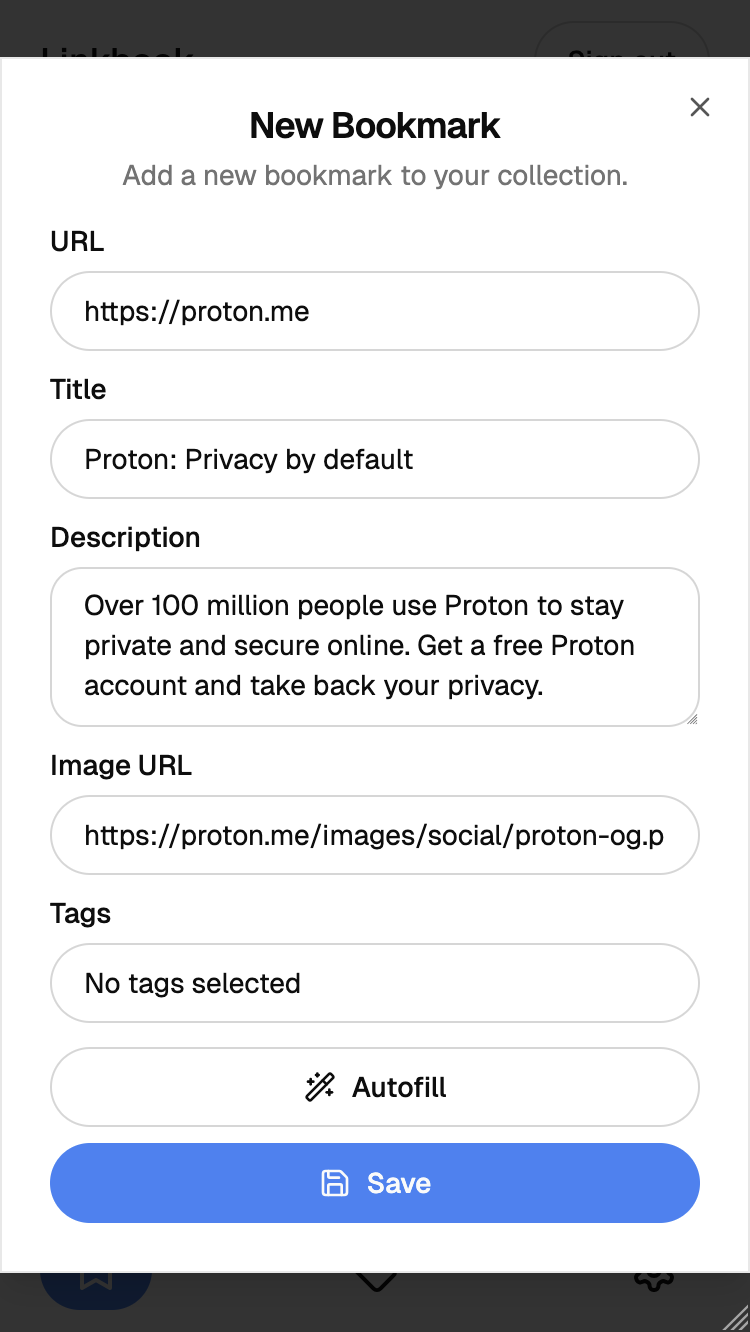 New Bookmark
Add a new bookmark to your collection.
URL
https://proton.me
Title
Proton: Privacy by default
Description
Over 100 million people use Proton to stay
private and secure online. Get a free Proton
account and take back your privacy.
Image URL
https://proton.me/images/social/proton-og.p
Tags
No tags selected
Autofill
Save